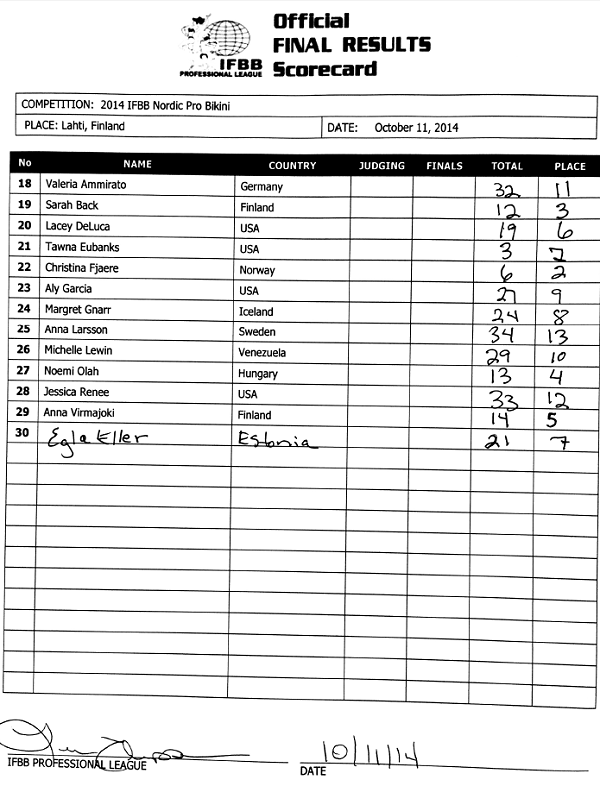 Official
FINAL RESULTS
Scorecard
IFBB
PROFESSIONAL LEAGUE
COMPETITION: 2014 IFBB Nordic Pro Bikini
PLACE: Lahti, Finland DATE: October 11, 2014
No NAME COUNTRY JUDGING FINALS TOTAL PLACE
18 Valeria Ammirato Germany 32 11
19 Sarah Back Finland 12 3
20 Lacey DeLuca USA 19 6
21 Tawna Eubanks USA 3 1
22 Christina Fjaere Norway 6 2
23 Aly Garcia USA 27 9
24 Margret Gnarr Iceland 24 8
25 Anna Larsson Sweden 34 13
26 Michelle Lewin Venezuela 29 10
27 Noemi Olah Hungary 13 4
28 Jessica Renee USA 33 12
29 Anna Virmajoki Finland 14 5
30 Egla Eller Estonia 21 7
10/11/14
IFBB PROFESSIONAL LEAGUE DATE